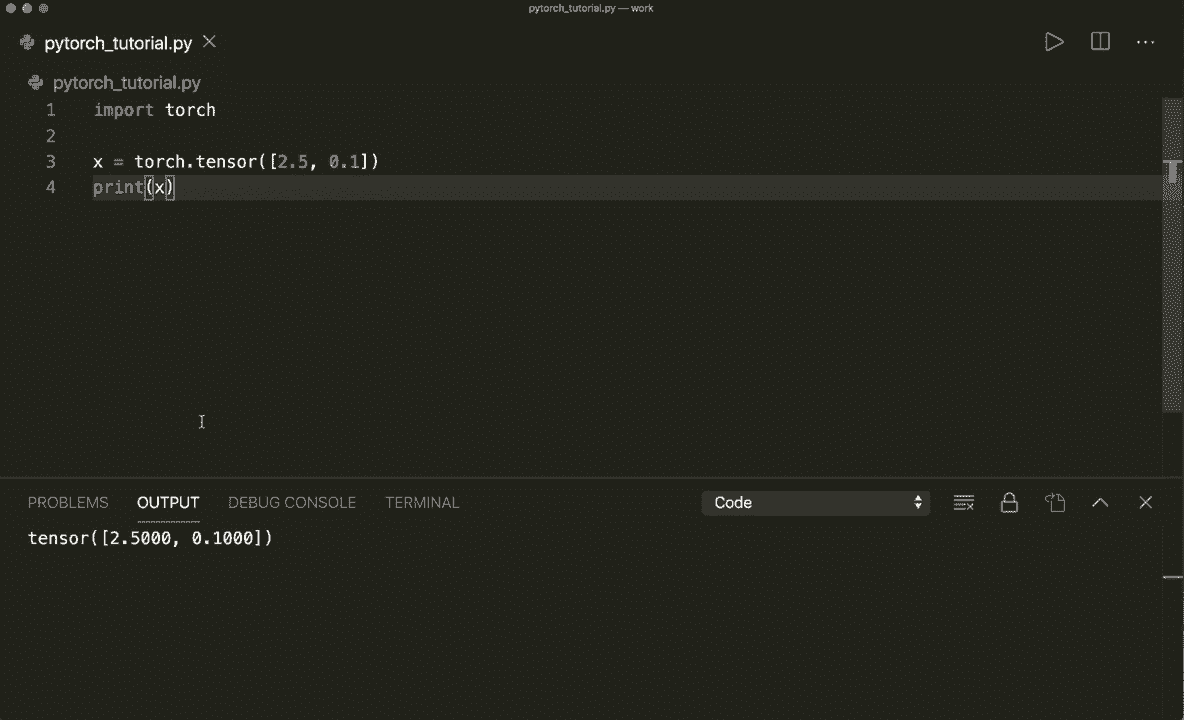 pytorch_tutorial.py — work
pytorch_tutorial.py
pytorch_tutorial.py
1 import torch
2
3 x = torch.tensor([2.5, 0.1])
4 print(x)
PROBLEMS OUTPUT DEBUG CONSOLE TERMINAL Code
tensor([2.5000, 0.1000])